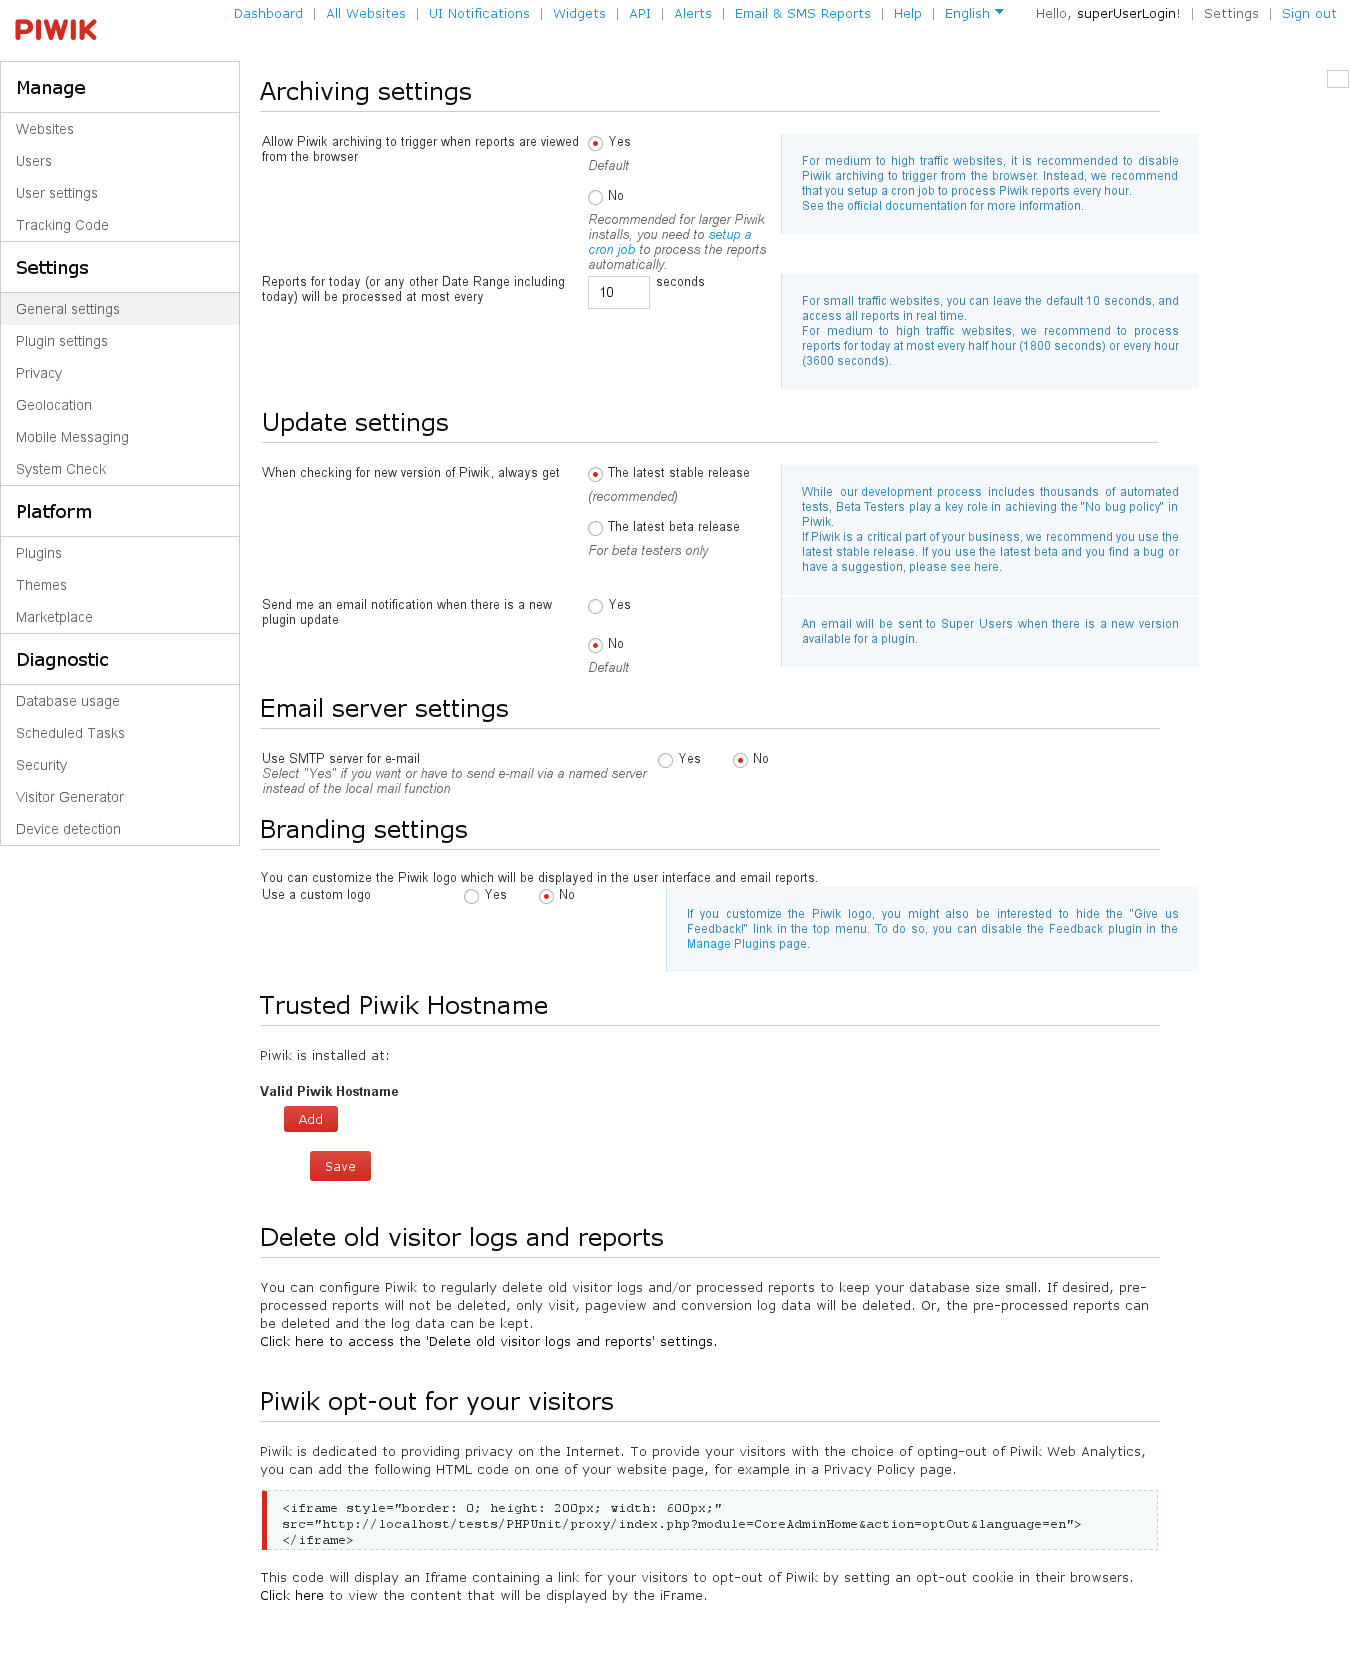 PIWIK
Dashboard | All Websites | UI Notifications | Widgets | API | Alerts | Email & SMS Reports | Help | English
Hello, superUserLogin! | Settings | Sign out
Manage
Websites
Users
User settings
Tracking Code
Settings
General settings
Plugin settings
Privacy
Geolocation
Mobile Messaging
System Check
Platform
Plugins
Themes
Marketplace
Diagnostic
Database usage
Scheduled Tasks
Security
Visitor Generator
Device detection
Archiving settings
Allow Piwik archiving to trigger when reports are viewed
from the browser
Yes
Default
No
Recommended for larger Piwik
installs, you need to setup a
cron job to process the reports
automatically.
For medium to high traffic websites, it is recommended to disable
Piwik archiving to trigger from the browser. Instead, we recommend
that you setup a cron job to process Piwik reports every hour.
See the official documentation for more information.
Reports for today (or any other Date Range including
today) will be processed at most every
10 seconds
For small traffic websites, you can leave the default 10 seconds, and
access all reports in real time.
For medium to high traffic websites, we recommend to process
reports for today at most every half hour (1800 seconds) or every hour
(3600 seconds).
Update settings
When checking for new version of Piwik, always get
The latest stable release
(recommended)
The latest beta release
For beta testers only
While our development process includes thousands of automated
tests, Beta Testers play a key role in achieving the "No bug policy" in
Piwik.
If Piwik is a critical part of your business, we recommend you use the
latest stable release. If you use the latest beta and you find a bug or
have a suggestion, please see here.
Send me an email notification when there is a new
plugin update
Yes
No
Default
An email will be sent to Super Users when there is a new version
available for a plugin.
Email server settings
Use SMTP server for e-mail
Select "Yes" if you want or have to send e-mail via a named server
instead of the local mail function
Yes
No
Branding settings
You can customize the Piwik logo which will be displayed in the user interface and email reports.
Use a custom logo
Yes
No
If you customize the Piwik logo, you might also be interested to hide the "Give us
Feedback!" link in the top menu. To do so, you can disable the Feedback plugin in the
Manage Plugins page.
Trusted Piwik Hostname
Piwik is installed at:
Valid Piwik Hostname
Add
Save
Delete old visitor logs and reports
You can configure Piwik to regularly delete old visitor logs and/or processed reports to keep your database size small. If desired, pre-
processed reports will not be deleted, only visit, pageview and conversion log data will be deleted. Or, the pre-processed reports can
be deleted and the log data can be kept.
Click here to access the 'Delete old visitor logs and reports' settings.
Piwik opt-out for your visitors
Piwik is dedicated to providing privacy on the Internet. To provide your visitors with the choice of opting-out of Piwik Web Analytics,
you can add the following HTML code on one of your website page, for example in a Privacy Policy page.
<iframe style="border: 0; height: 200px; width: 600px;"
src="http://localhost/tests/PHPUnit/proxy/index.php?module=CoreAdminHome&action=optOut&language=en">
</iframe>
This code will display an Iframe containing a link for your visitors to opt-out of Piwik by setting an opt-out cookie in their browsers.
Click here to view the content that will be displayed by the iFrame.